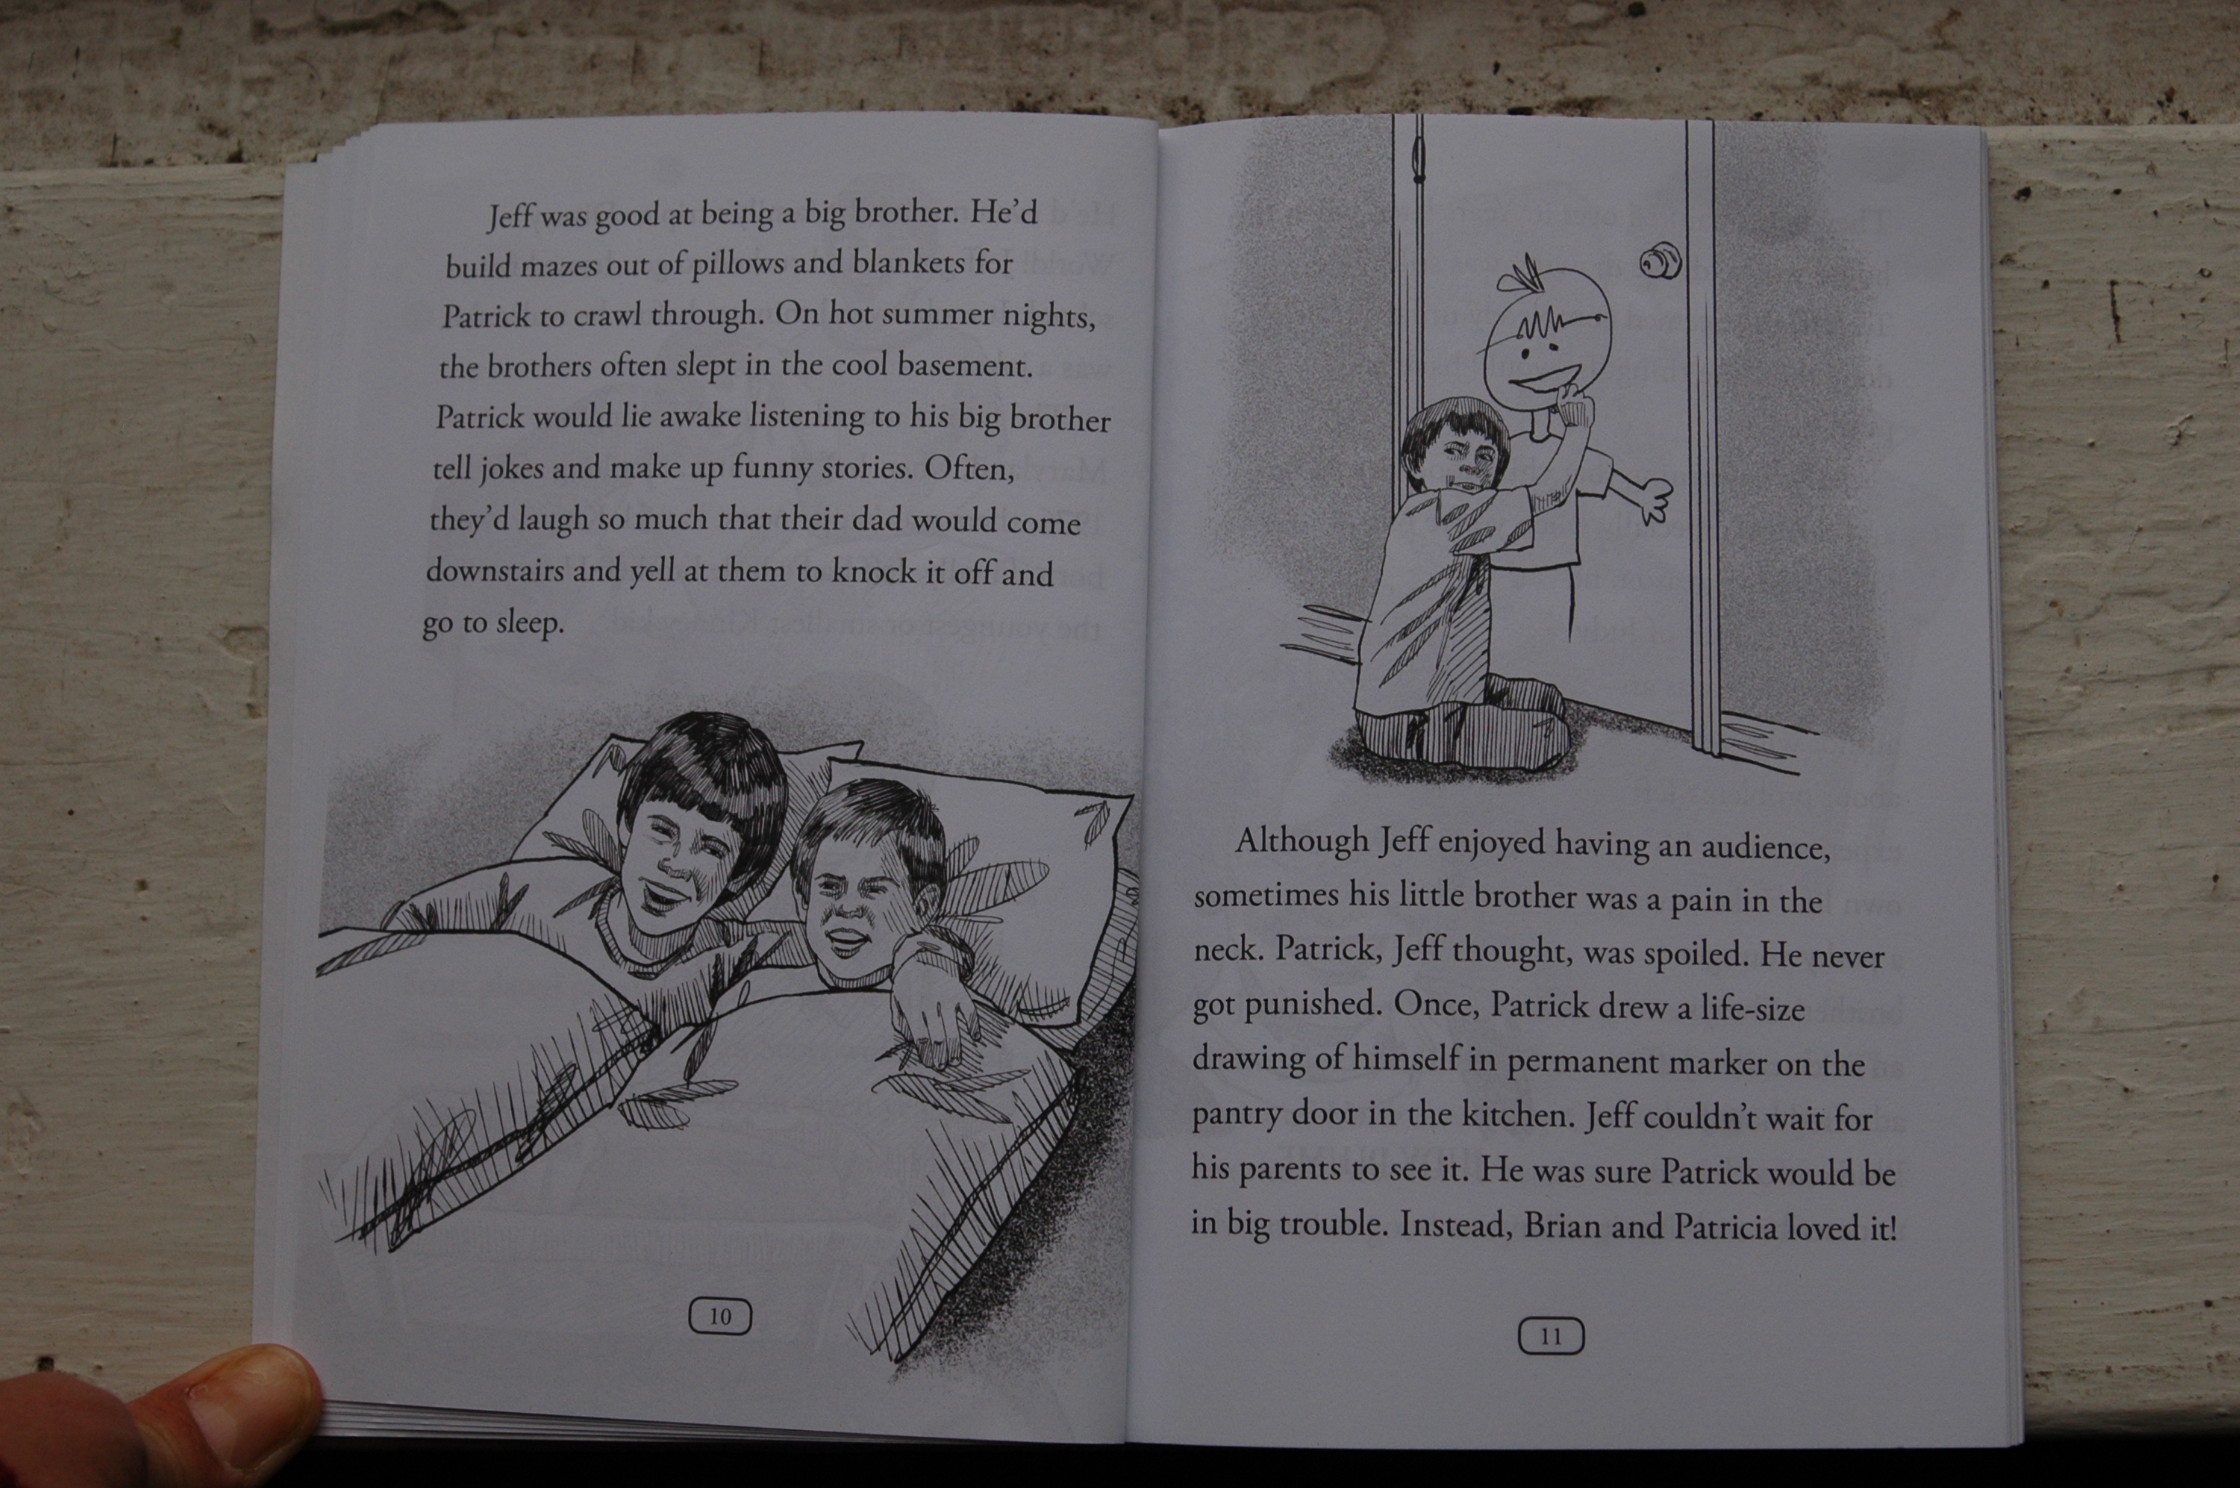 Jeff was good at being a big brother. He'd
build mazes out of pillows and blankets for
Patrick to crawl through. On hot summer nights,
the brothers often slept in the cool basement.
Patrick would lie awake listening to his big brother
tell jokes and make up funny stories. Often,
they'd laugh so much that their dad would come
downstairs and yell at them to knock it off and
go to sleep.
10
Although Jeff enjoyed having an audience,
sometimes his little brother was a pain in the
neck. Patrick, Jeff thought, was spoiled. He never
got punished. Once, Patrick drew a life-size
drawing of himself in permanent marker on the
pantry door in the kitchen. Jeff couldn't wait for
his parents to see it. He was sure Patrick would be
in big trouble. Instead, Brian and Patricia loved it!
11